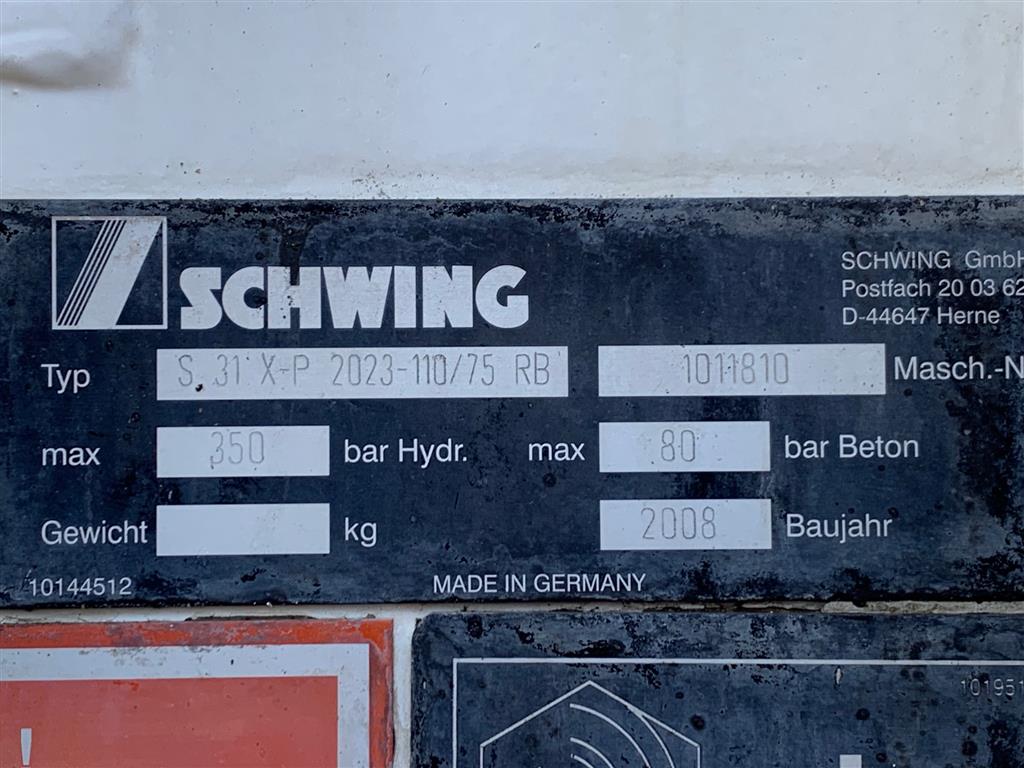 SCHWING
SCHWING GmbH
Postfach 20 03 62
D-44647 Herne
Typ S 31 X-P 2023-110/75 RB 1011810 Masch.-N
max 350 bar Hydr. max 80 bar Beton
Gewicht kg 2008 Baujahr
10144512 MADE IN GERMANY
101951
!